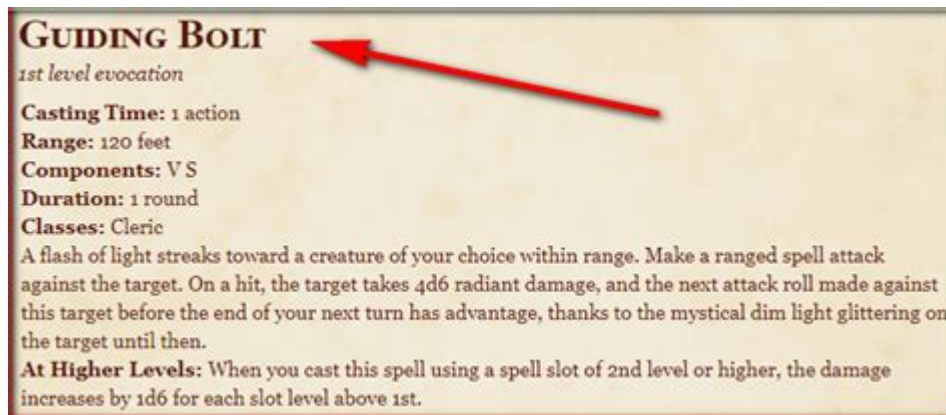 GUIDING BOLT
1st level evocation
Casting Time: 1 action
Range: 120 feet
Components: V S
Duration: 1 round
Classes: Cleric
A flash of light streaks toward a creature of your choice within range. Make a ranged spell attack
against the target. On a hit, the target takes 4d6 radiant damage, and the next attack roll made against
this target before the end of your next turn has advantage, thanks to the mystical dim light glittering on
the target until then.
At Higher Levels: When you cast this spell using a spell slot of 2nd level or higher, the damage
increases by 1d6 for each slot level above 1st.